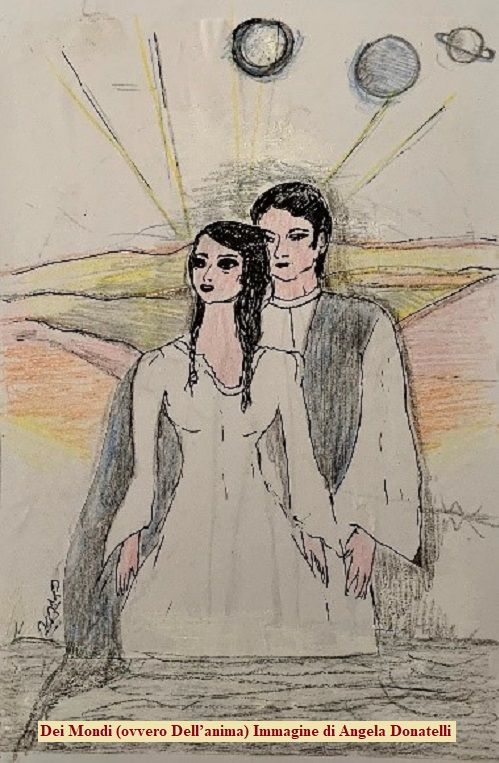 Dei Mondi (ovvero Dell’anima) Immagine di Angela Donatelli